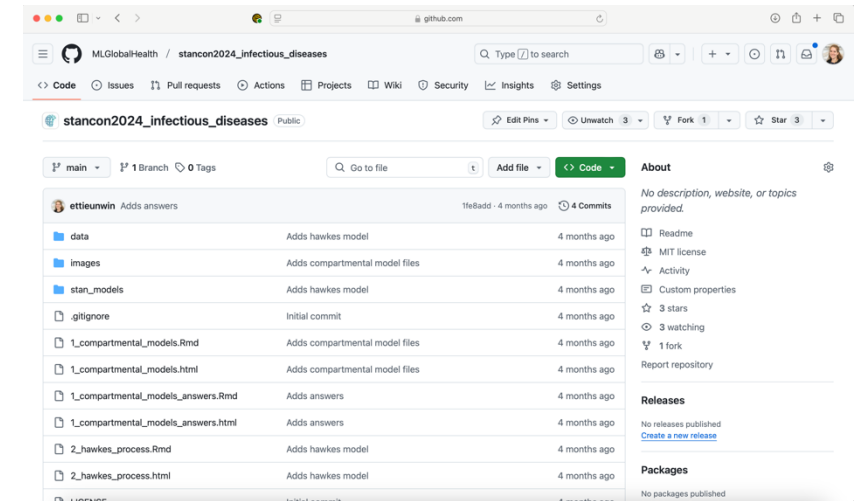 github.com
MLGlobalHealth / stancon2024_infectious_diseases
Type / to search
Code Issues Pull requests Actions Projects Wiki Security Insights Settings
stancon2024_infectious_diseases Public
Edit Pins Unwatch 3 Fork 1 Star 3
main 1 Branch 0 Tags Go to file t Add file Code
ettieunwin Adds answers 1fe8add · 4 months ago 4 Commits
data Adds hawkes model 4 months ago
images Adds compartmental model files 4 months ago
stan_models Adds hawkes model 4 months ago
.gitignore Initial commit 4 months ago
1_compartmental_models.Rmd Adds compartmental model files 4 months ago
1_compartmental_models.html Adds compartmental model files 4 months ago
1_compartmental_models_answers.Rmd Adds answers 4 months ago
1_compartmental_models_answers.html Adds answers 4 months ago
2_hawkes_process.Rmd Adds hawkes model 4 months ago
2_hawkes_process.html Adds hawkes model 4 months ago
LICENSE Initial commit 4 months ago
About
No description, website, or topics
provided.
Readme
MIT license
Activity
Custom properties
3 stars
3 watching
1 fork
Report repository
Releases
No releases published
Create a new release
Packages
No packages published